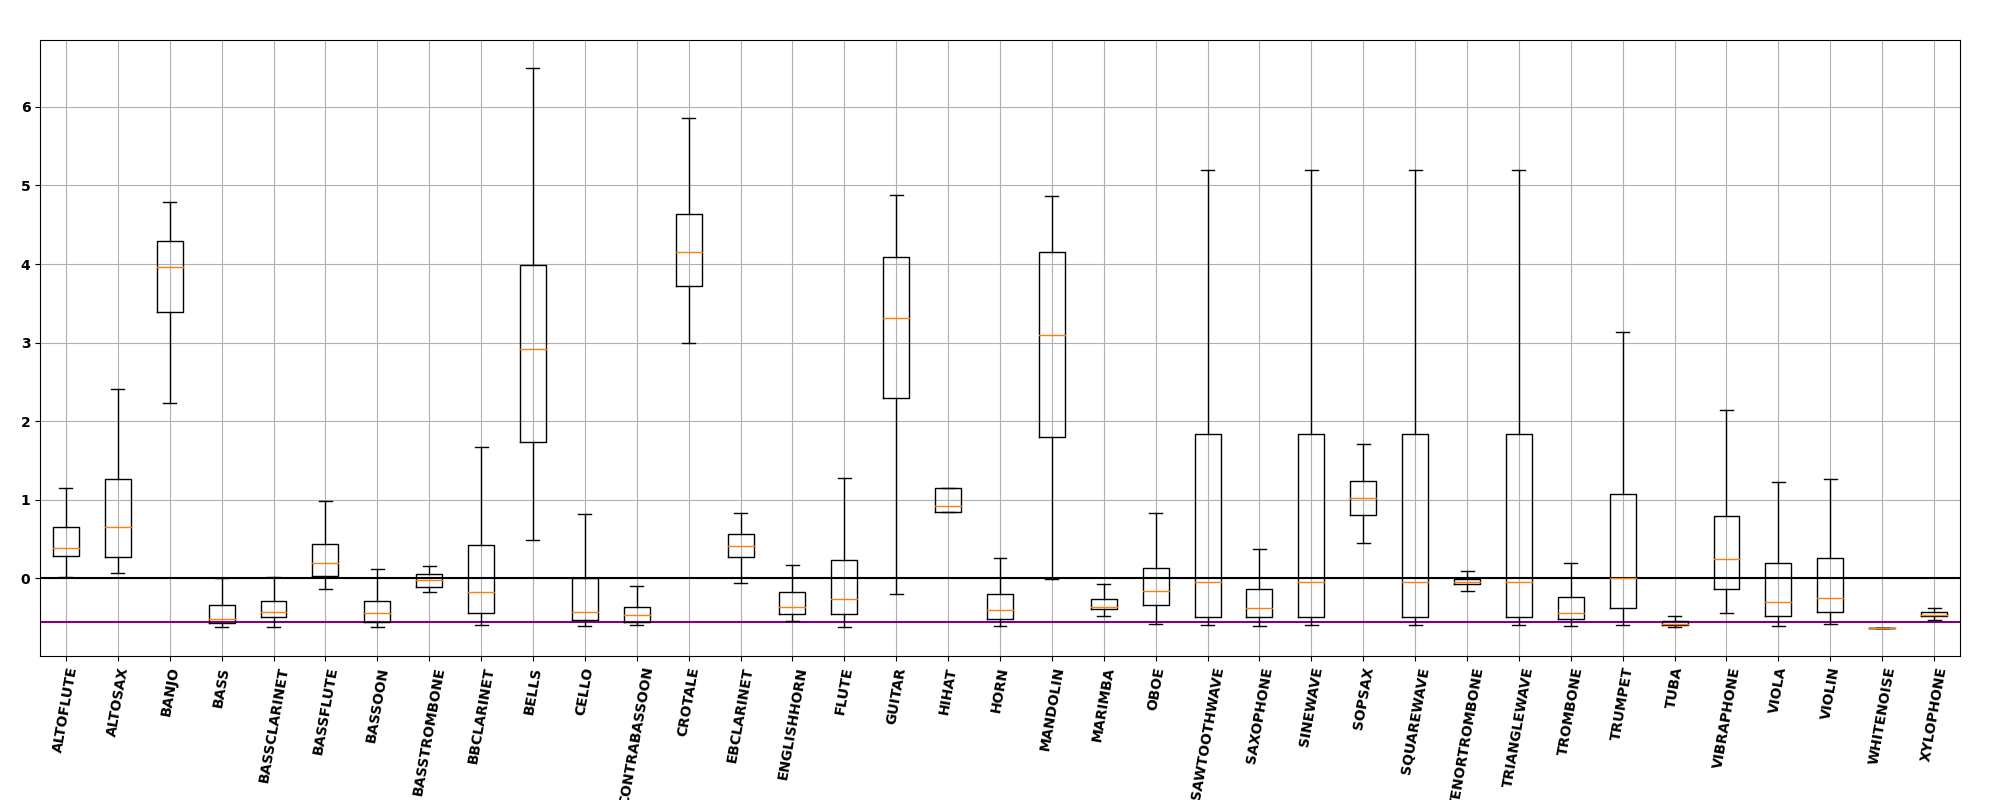 6
5
4
3
2
1
0
ALTOFLUTE
ALTOSAX
BANJO
BASS
BASSCLARINET
BASSFLUTE
BASSOON
BASSTROMBONE
BBCLARINET
BELLS
CELLO
CONTRABASSOON
CROTALE
EBCLARINET
ENGLISHHORN
FLUTE
GUITAR
HIHAT
HORN
MANDOLIN
MARIMBA
OBOE
SAWTOOTHWAVE
SAXOPHONE
SINEWAVE
SOPSAX
SQUAREWAVE
TENORTROMBONE
TRIANGLEWAVE
TROMBONE
TRUMPET
TUBA
VIBRAPHONE
VIOLA
VIOLIN
WHITENOISE
XYLOPHONE